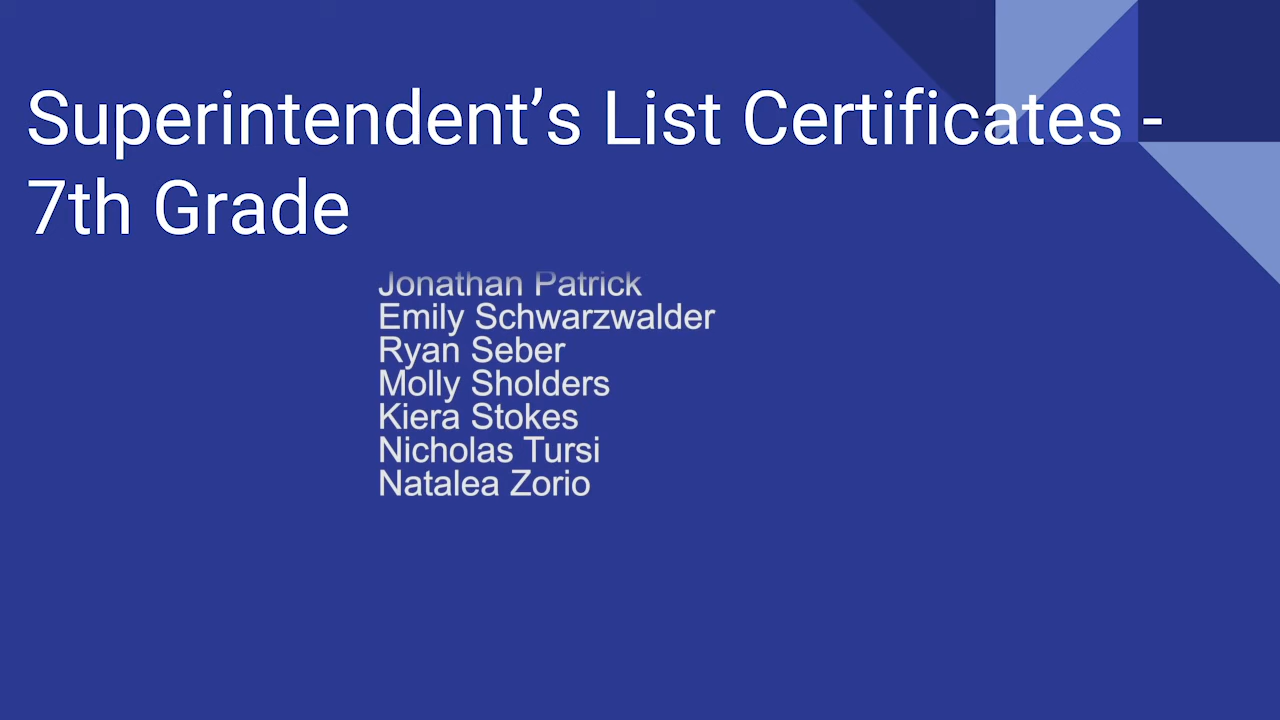 Superintendent’s List Certificates -
7th Grade
Jonathan Patrick
Emily Schwarzwalder
Ryan Seber
Molly Sholders
Kiera Stokes
Nicholas Tursi
Natalea Zorio